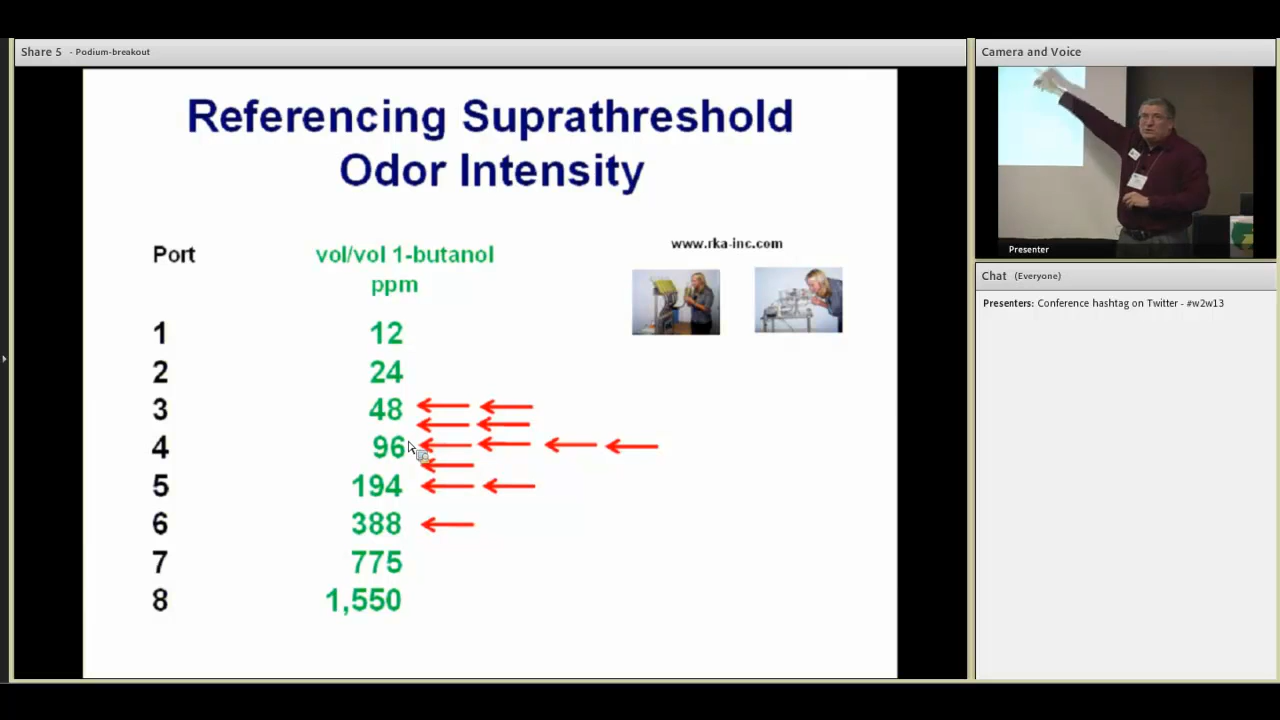 Share 5 - Podium-breakout
Referencing Suprathreshold
Odor Intensity
Port vol/vol 1-butanol
ppm
www.rka-inc.com
1 12
2 24
3 48
4 96
5 194
6 388
7 775
8 1,550
Camera and Voice
Presenter
Chat (Everyone)
Presenters: Conference hashtag on Twitter - #w2w13